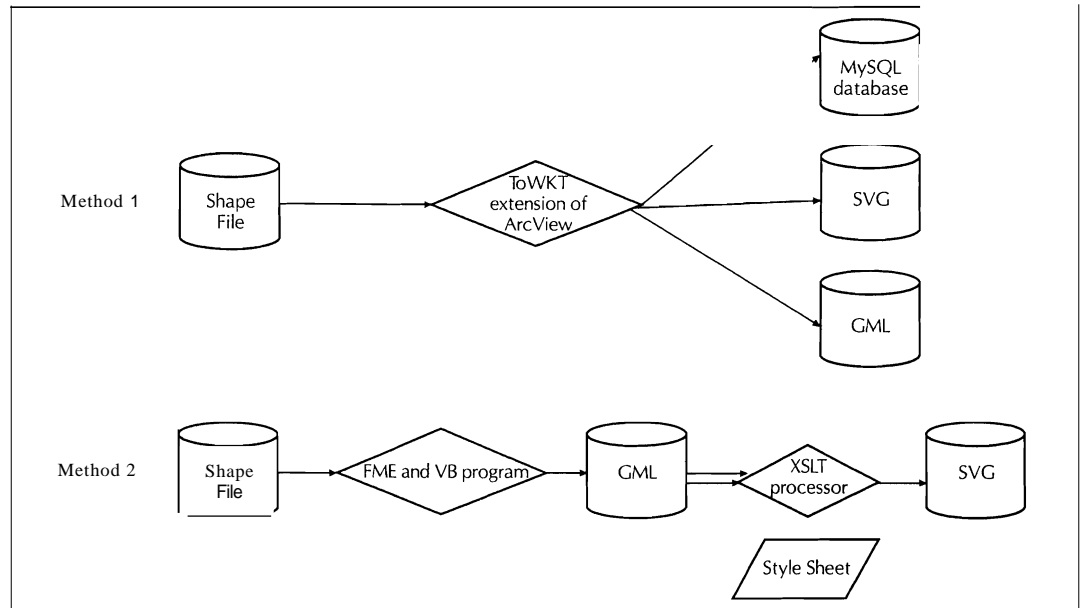 MySQL
database
Method 1
Shape
File
ToWKT
extension of
ArcView
SVG
GML
Method 2
Shape
File
FME and VB program
GML
XSLT
processor
SVG
Style Sheet